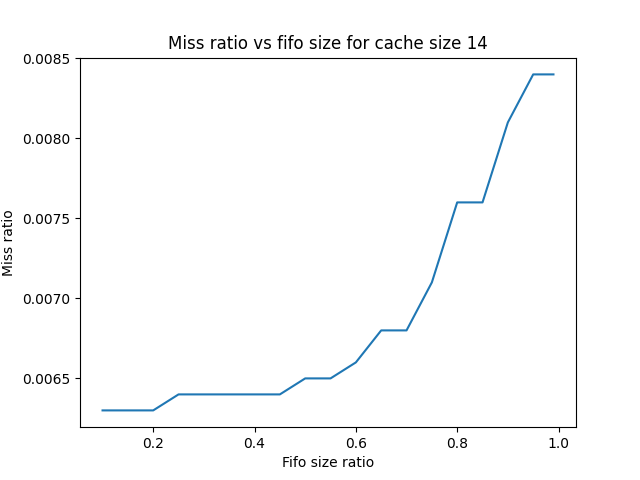 Miss ratio vs fifo size for cache size 14
0.0085
0.0080
0.0075
0.0070
0.0065
Miss ratio
0.2 0.4 0.6 0.8 1.0
Fifo size ratio